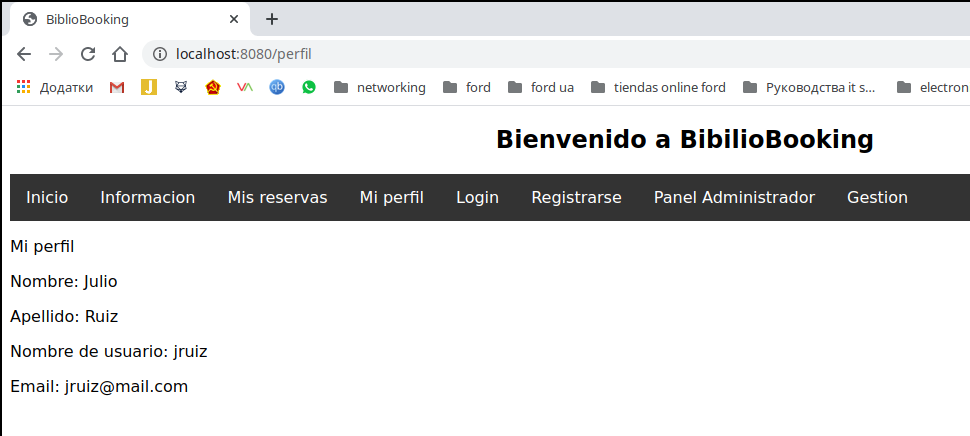 BiblioBooking
localhost:8080/perfil
Додатки networking ford ford ua tiendas online ford Руководства it s... electron
Bienvenido a BibilioBooking
Inicio Informacion Mis reservas Mi perfil Login Registrarse Panel Administrador Gestion
Mi perfil
Nombre: Julio
Apellido: Ruiz
Nombre de usuario: jruiz
Email: jruiz@mail.com